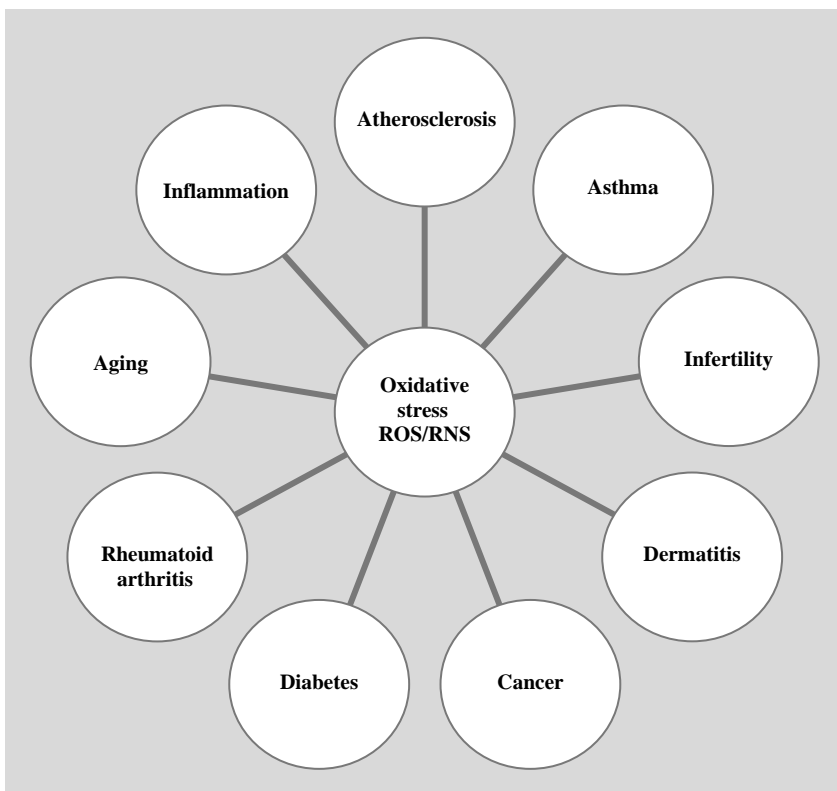 Atherosclerosis
Asthma
Infertility
Dermatitis
Cancer
Diabetes
Rheumatoid
arthritis
Aging
Inflammation
Oxidative
stress
ROS/RNS